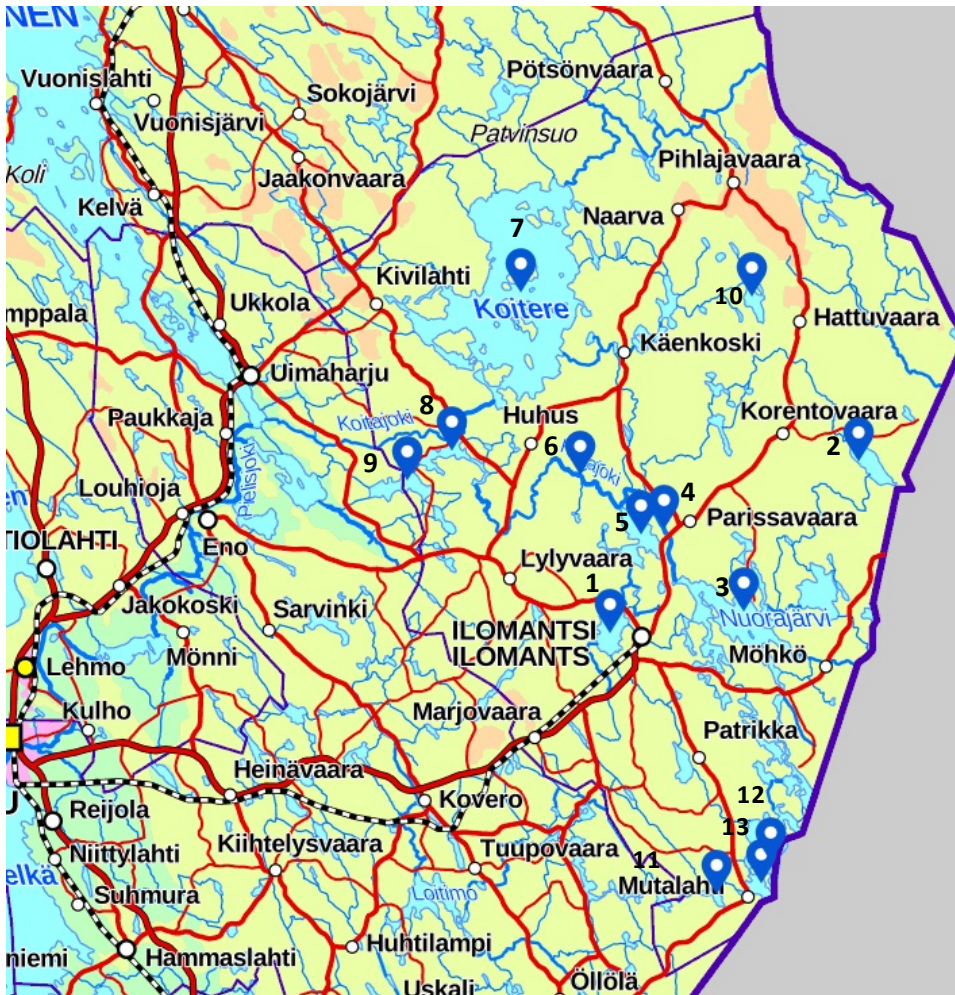 NEN
Vuonislahti
Pötsönvaara
Sokojärvi
Vuonisjärvi
Patvinsuo
Koli
Jaakonvaara
Pihlajavaara
Kelvä
Naarva
7
Kivilahti
10
mppala
Ukkola
Koitere
Hattuvaara
Käenkoski
Uimaharju
Paukkaja
Koitajoki
8
Huhus
Korentovaara
6
2
9
Louhioja
Pielisjoki
4
5
Parissavaara
TIOLAHTI
Eno
Lylyvaara
1
3
Jakokoski
Sarvinki
Nuorajärvi
ILOMANTSI
ILOMANTS
Mönni
Möhkö
Lehmo
Kulho
Marjovaara
Patrikka
Heinävaara
Kovero
12
U
Reijola
13
Niittylahti
Kiihtelysvaara
Tuupovaara
11
elkä
Mutalahti
Suhmura
Loitimo
niemi
Hammaslahti
Huhtilampi
Uskali
Öllölä